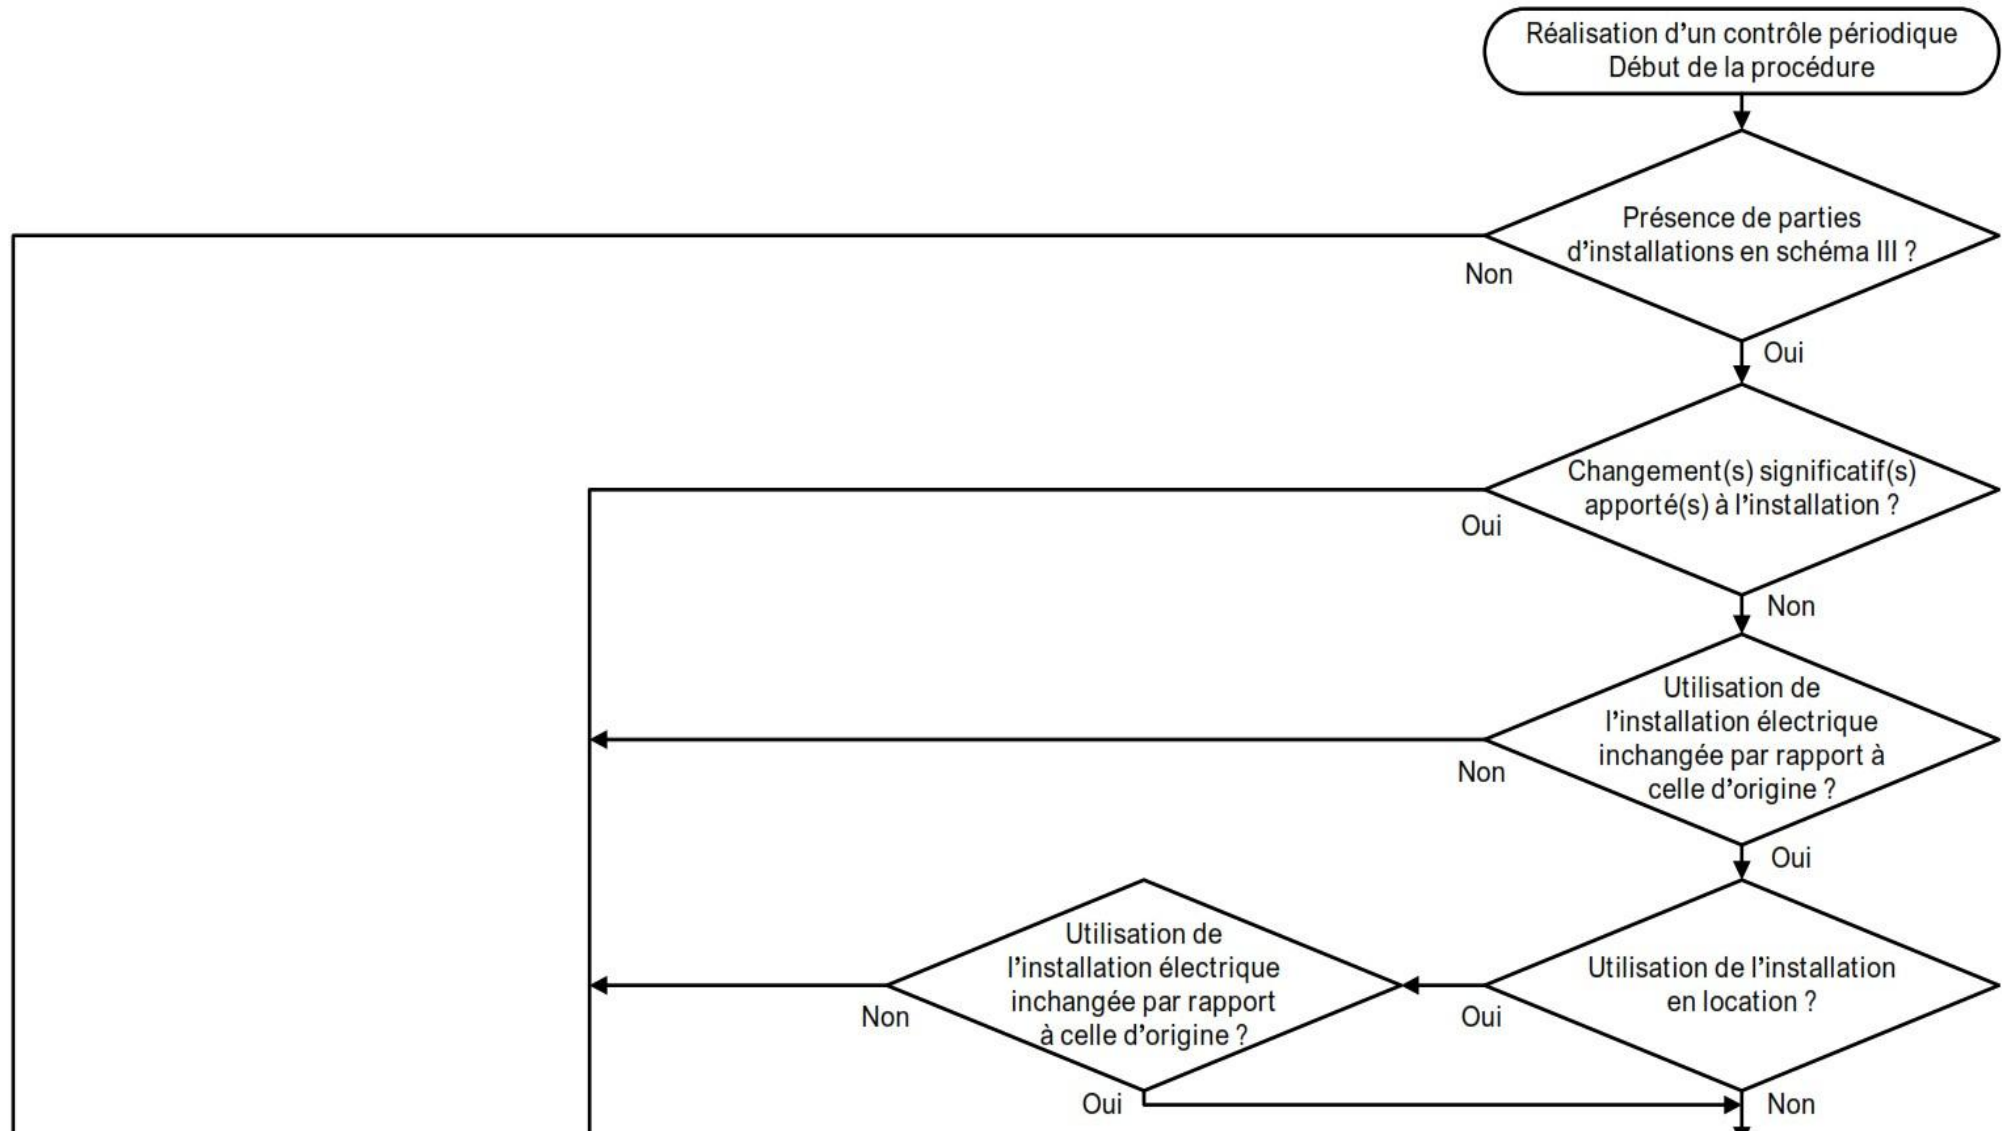 Réalisation d'un contrôle périodique
Début de la procédure
Présence de parties
d'installations en schéma III ?
Non
Oui
Changement(s) significatif(s)
apporté(s) à l'installation ?
Oui
Non
Utilisation de
l'installation électrique
inchangée par rapport à
celle d'origine ?
Non
Oui
Utilisation de l'installation
en location ?
Oui
Non
Utilisation de
l'installation électrique
inchangée par rapport
à celle d'origine ?
Non
Oui